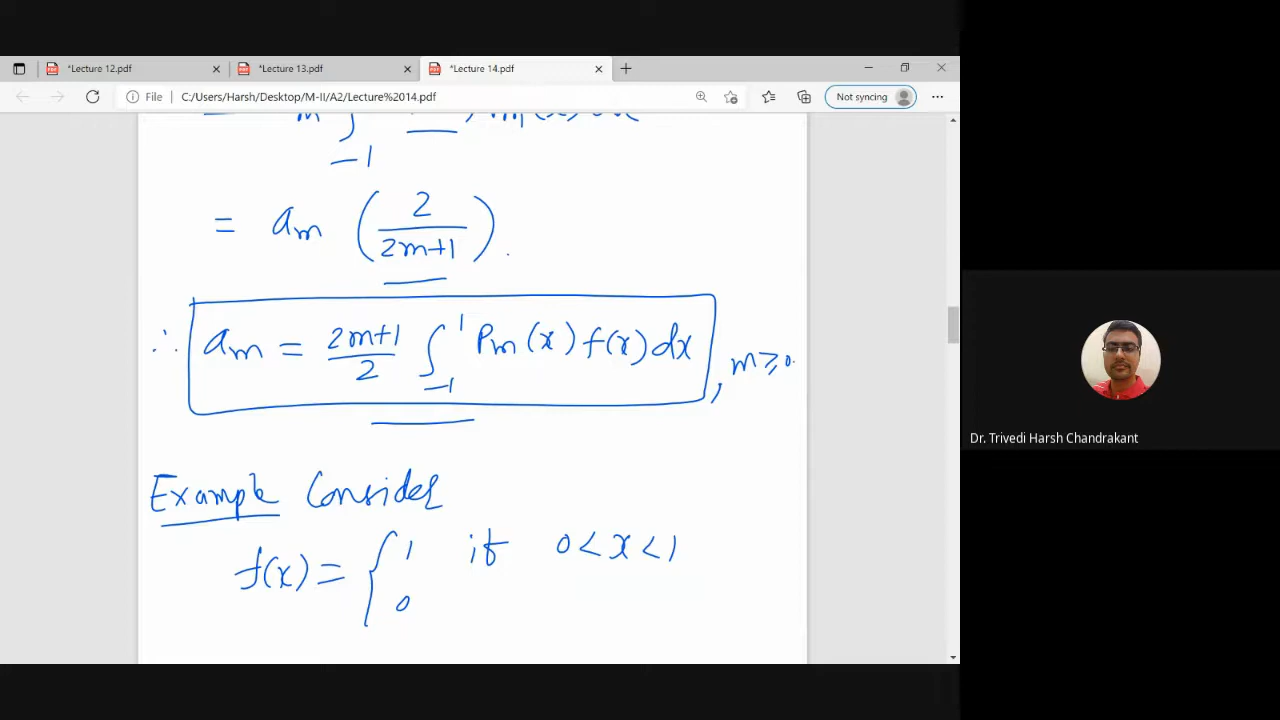 *Lecture 12.pdf
*Lecture 13.pdf
*Lecture 14.pdf
File C:/Users/Harsh/Desktop/M-II/A2/Lecture%2014.pdf
Not syncing
-1
= a_m (2/(2m+1)).
∴ a_m = (2m+1)/2 ∫_{-1}^{1} P_m(x) f(x) dx, m ≥ 0.
Example Consider
f(x) = { 1 if 0 < x < 1
0
Dr. Trivedi Harsh Chandrakant